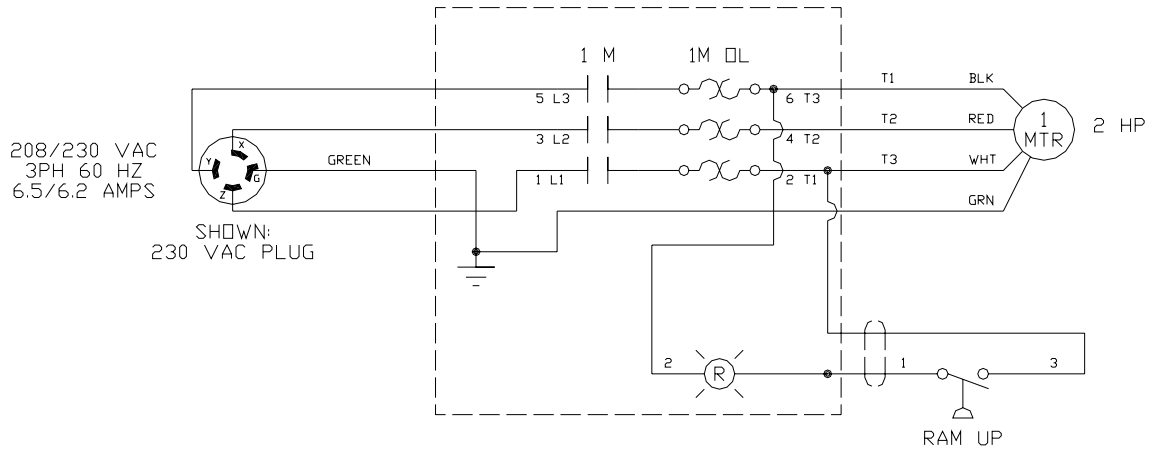 1 M
1M OL
5 L3
6 T3
T1
BLK
3 L2
4 T2
T2
RED
1
MTR
2 HP
208/230 VAC
3PH 60 HZ
6.5/6.2 AMPS
X
Y
G
Z
GREEN
1 L1
2 T1
T3
WHT
GRN
SHOWN:
230 VAC PLUG
2
R
1
3
RAM UP